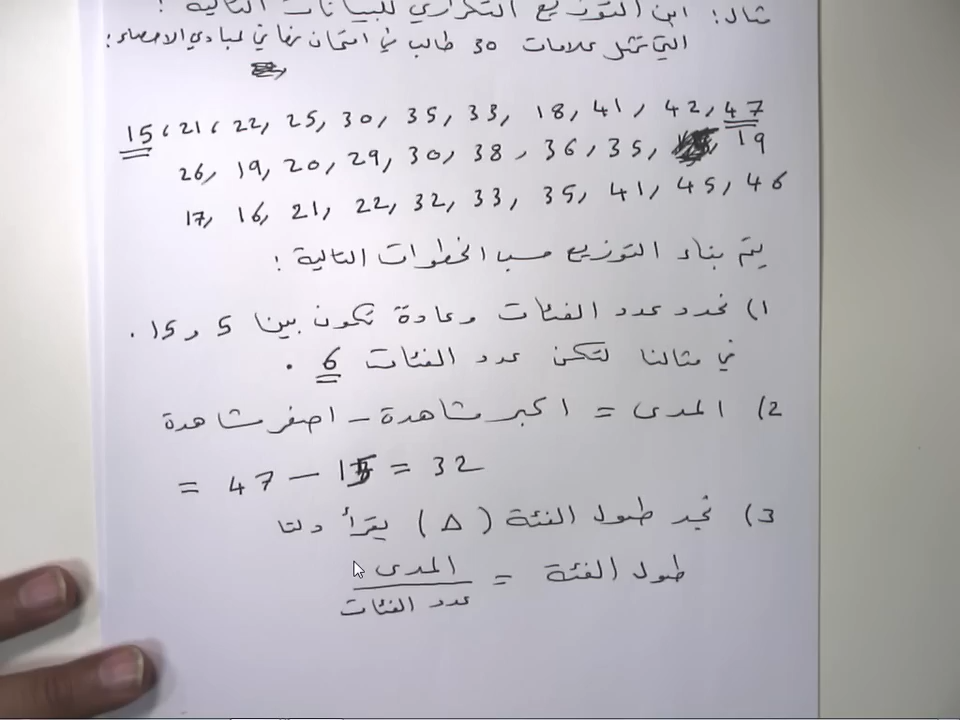 مثال: ابن التوزيع التكراري للبيانات التالية :
التي تمثل علامات 30 طالب في امتحان نهائي لمبادئ الاحصاء :
15، 21، 22, 25, 30, 35, 33, 18, 41, 42, 47
26, 19, 20, 29, 30, 38, 36, 35, 19
17, 16, 21, 22, 32, 33, 35, 41, 45, 46
يتم بناء التوزيع حسب الخطوات التالية :
1) نحدد عدد الفئات وعادة تكون بين 5 و 15 .
في مثالنا لتكن عدد الفئات 6 .
2) المدى = اكبر مشاهدة – اصغر مشاهدة
= 47 – 15 = 32
3) نجد طول الفئة ( Δ ) يقرأ دلتا
طول الفئة = المدى
عدد الفئات